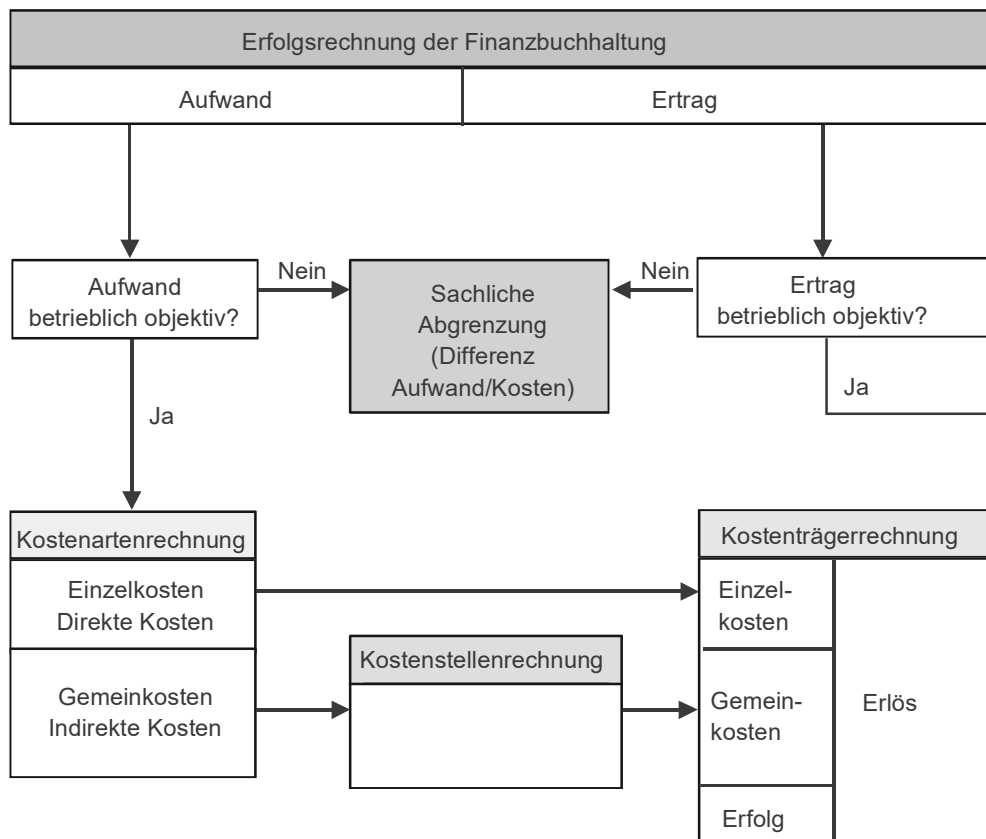 Erfolgsrechnung der Finanzbuchhaltung
Aufwand
Ertrag
Aufwand
betrieblich objektiv?
Nein
Sachliche
Abgrenzung
(Differenz
Aufwand/Kosten)
Nein
Ertrag
betrieblich objektiv?
Ja
Ja
Kostenartenrechnung
Einzelkosten
Direkte Kosten
Gemeinkosten
Indirekte Kosten
Kostenstellenrechnung
Kostenträgerrechnung
Einzel-
kosten
Gemein-
kosten
Erfolg
Erlös